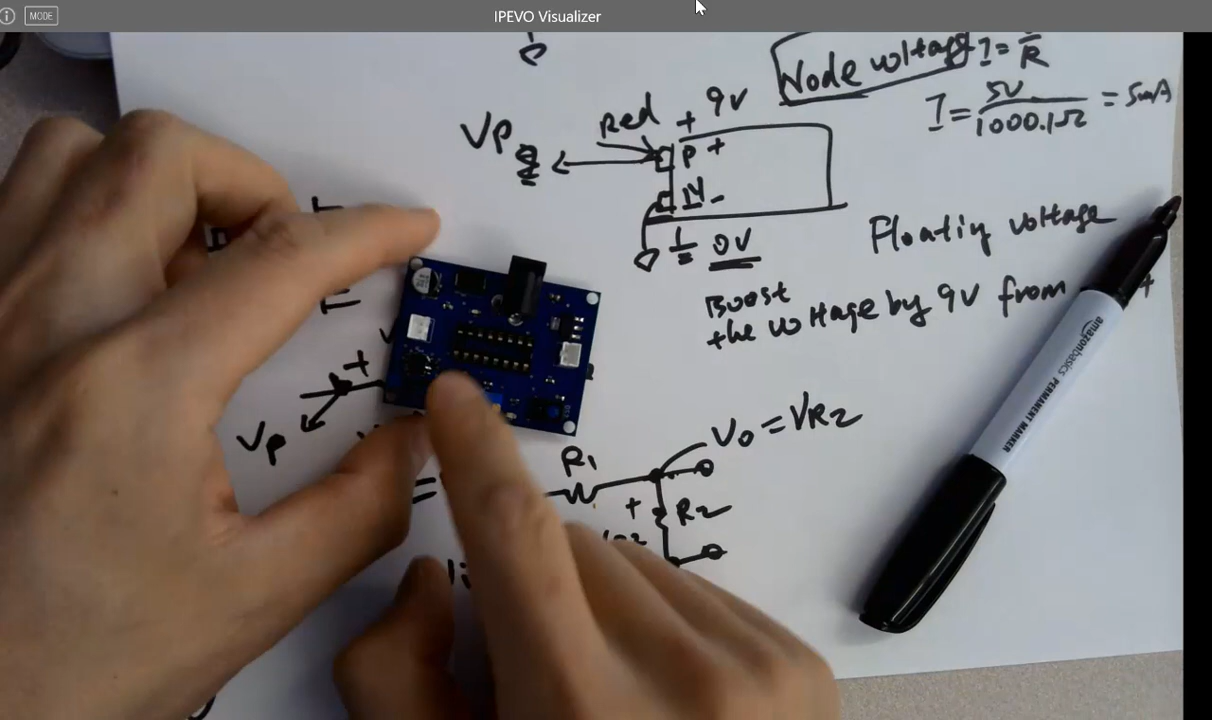 MODE
IPEVO Visualizer
Node voltage
I =
R
I = 5V / 1000.1Ω = 5mA
Red
+ 9V
VP
P +
-
0V
Floating voltage
Boost
the voltage by 9V from
+
VP
R1
Vo = VR2
+ R2
=
amazonbasics
PERMANENT MARKER